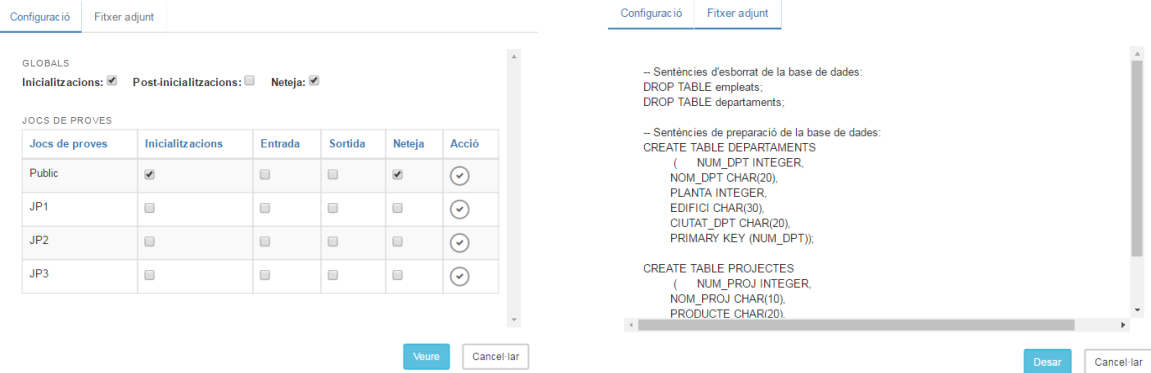 Configuració Fitxer adjunt
GLOBALS
Inicialitzacions: Post-inicialitzacions: Neteja:
JOCS DE PROVES
Jocs de proves Inicialitzacions Entrada Sortida Neteja Acció
Public
JP1
JP2
JP3
Veure Cancel·lar
Configuració Fitxer adjunt
-- Sentències d'esborrat de la base de dades:
DROP TABLE empleats;
DROP TABLE departaments;
-- Sentències de preparació de la base de dades:
CREATE TABLE DEPARTAMENTS
( NUM_DPT INTEGER,
NOM_DPT CHAR(20),
PLANTA INTEGER,
EDIFICI CHAR(30),
CIUTAT_DPT CHAR(20),
PRIMARY KEY (NUM_DPT));
CREATE TABLE PROJECTES
( NUM_PROJ INTEGER,
NOM_PROJ CHAR(10),
PRODUCTE CHAR(20),
Desar Cancel·lar